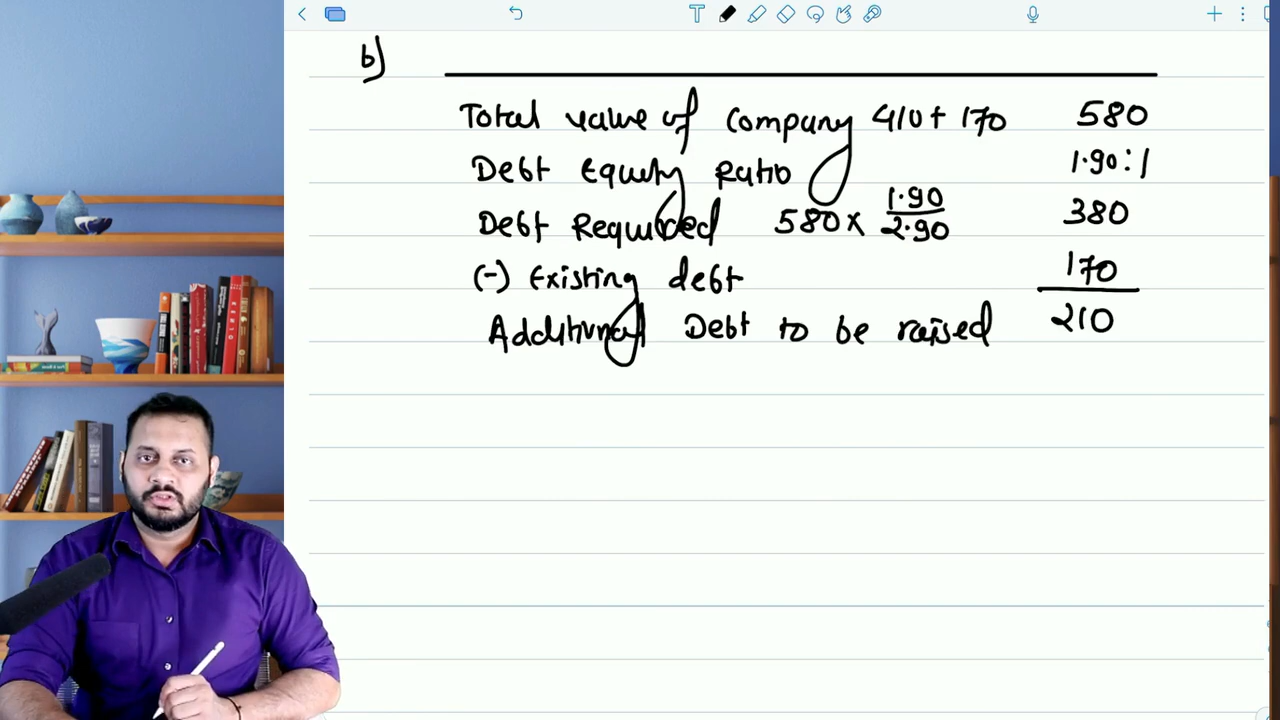 b)
Total value of Company 410+ 170 580
Debt Equity Ratio 1.90:1
Debt Required 580 x 1.90/2.90 380
(-) Existing debt 170
Additional Debt to be raised 210